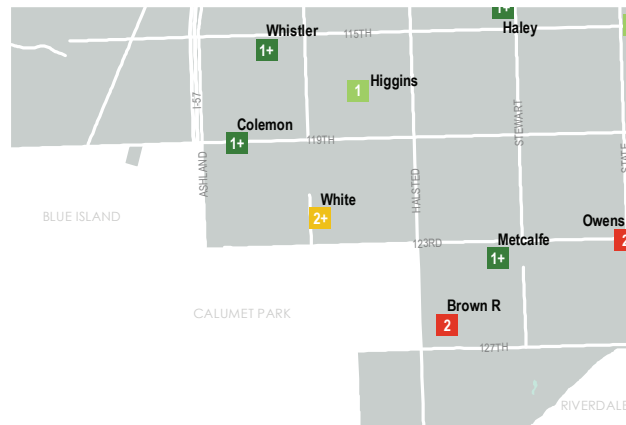 1+
Whistler
115TH
Haley
1+
Higgins
1
I-57
Colemon
STEWART
1+
119TH
STATE
ASHLAND
HALSTED
White
BLUE ISLAND
2+
Owens
123RD
Metcalfe
2
1+
CALUMET PARK
Brown R
2
127TH
RIVERDALE